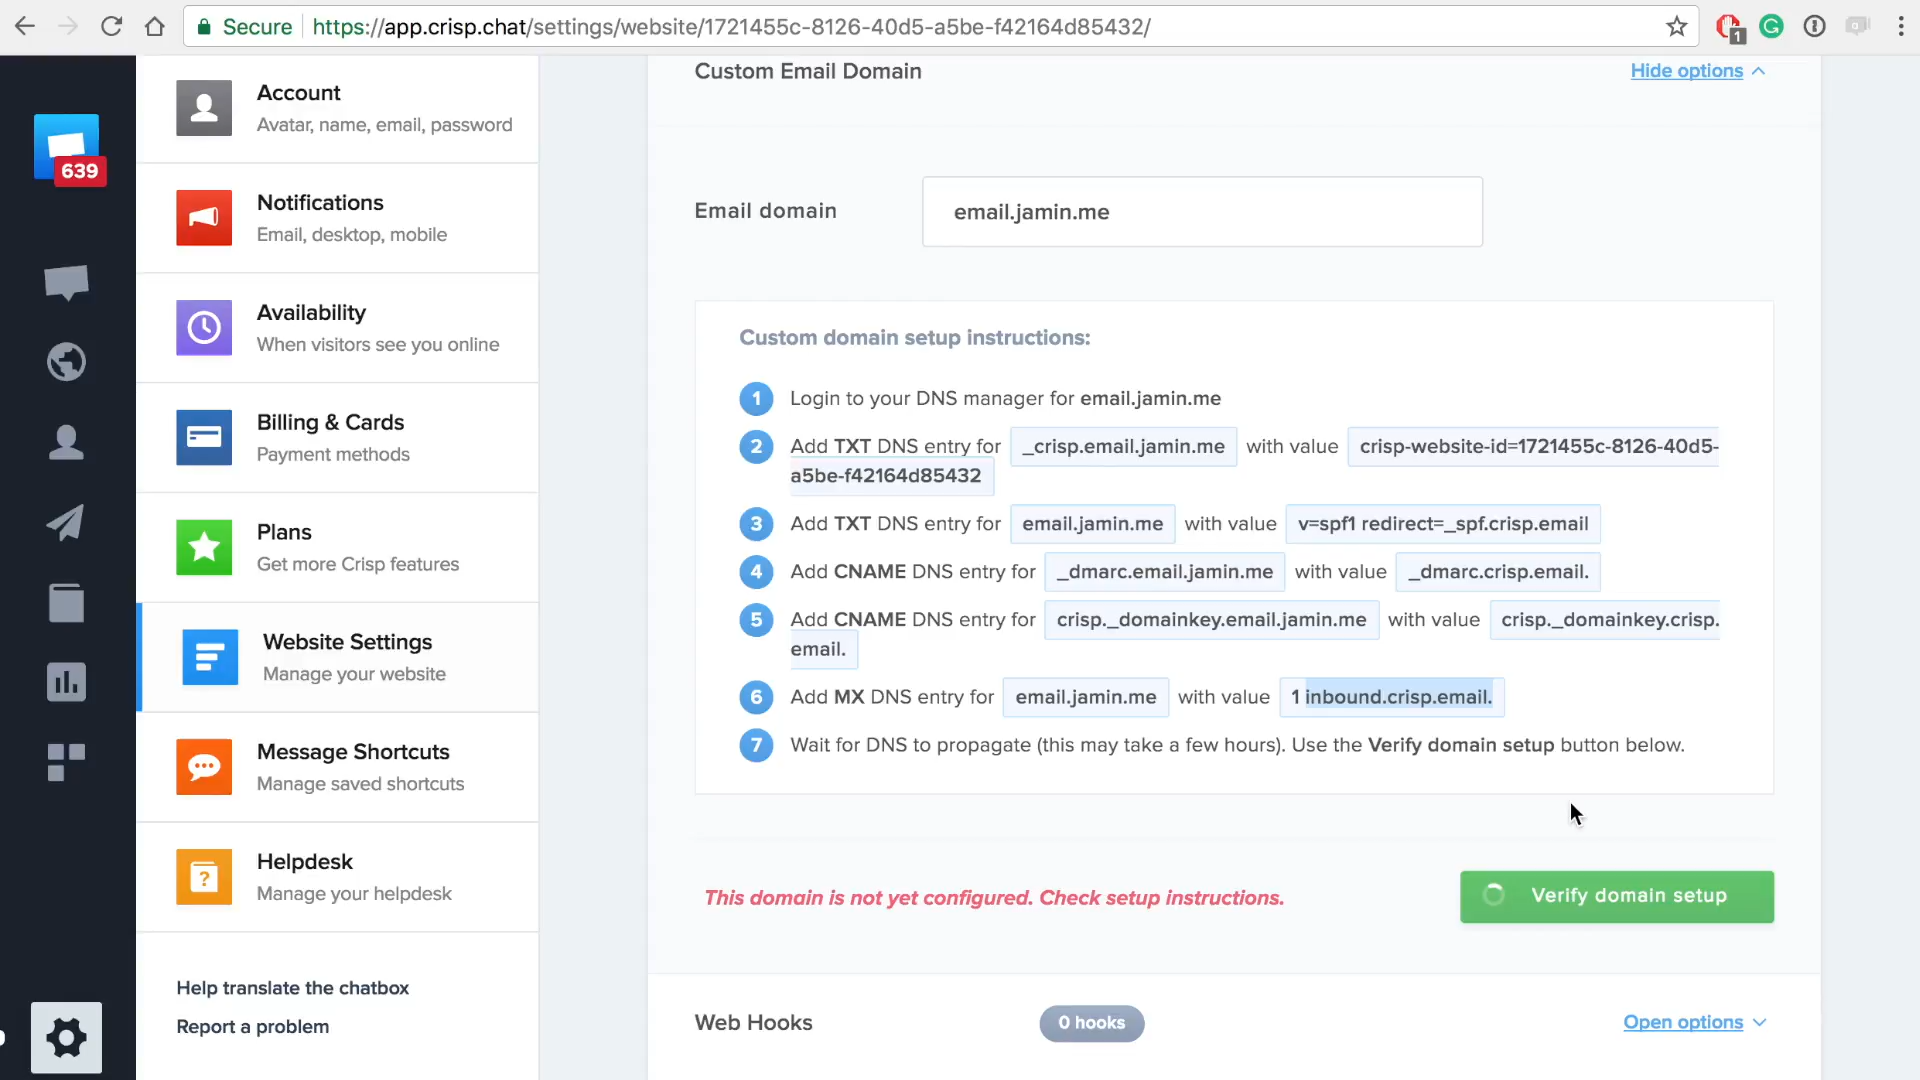 Secure https://app.crisp.chat/settings/website/1721455c-8126-40d5-a5be-f42164d85432/
1
639
Account
Avatar, name, email, password
Notifications
Email, desktop, mobile
Availability
When visitors see you online
Billing & Cards
Payment methods
Plans
Get more Crisp features
Website Settings
Manage your website
Message Shortcuts
Manage saved shortcuts
Helpdesk
Manage your helpdesk
Help translate the chatbox
Report a problem
Custom Email Domain
Hide options
Email domain
email.jamin.me
Custom domain setup instructions:
1 Login to your DNS manager for email.jamin.me
2 Add TXT DNS entry for _crisp.email.jamin.me with value crisp-website-id=1721455c-8126-40d5-
a5be-f42164d85432
3 Add TXT DNS entry for email.jamin.me with value v=spf1 redirect=_spf.crisp.email
4 Add CNAME DNS entry for _dmarc.email.jamin.me with value _dmarc.crisp.email.
5 Add CNAME DNS entry for crisp._domainkey.email.jamin.me with value crisp._domainkey.crisp.
email.
6 Add MX DNS entry for email.jamin.me with value 1 inbound.crisp.email.
7 Wait for DNS to propagate (this may take a few hours). Use the Verify domain setup button below.
This domain is not yet configured. Check setup instructions.
Verify domain setup
Web Hooks
0 hooks
Open options